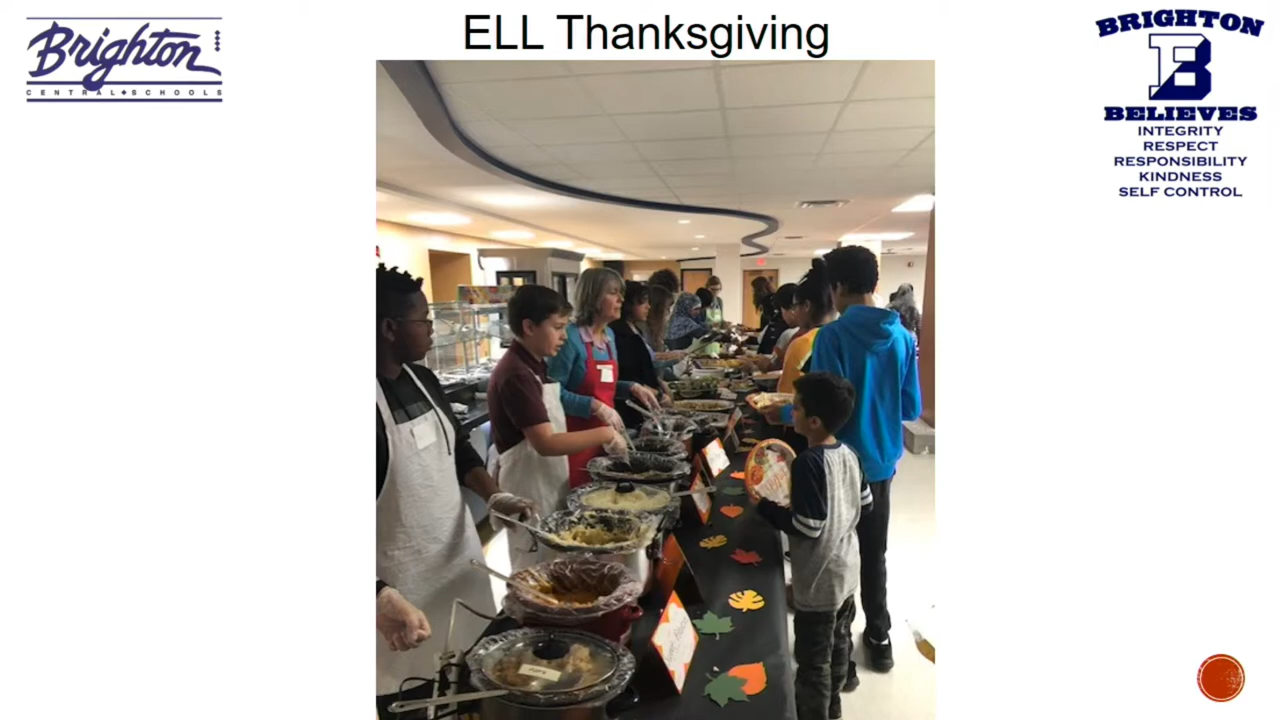 Brighton
CENTRAL◆SCHOOLS
ELL Thanksgiving
BRIGHTON
B
BELIEVES
INTEGRITY
RESPECT
RESPONSIBILITY
KINDNESS
SELF CONTROL